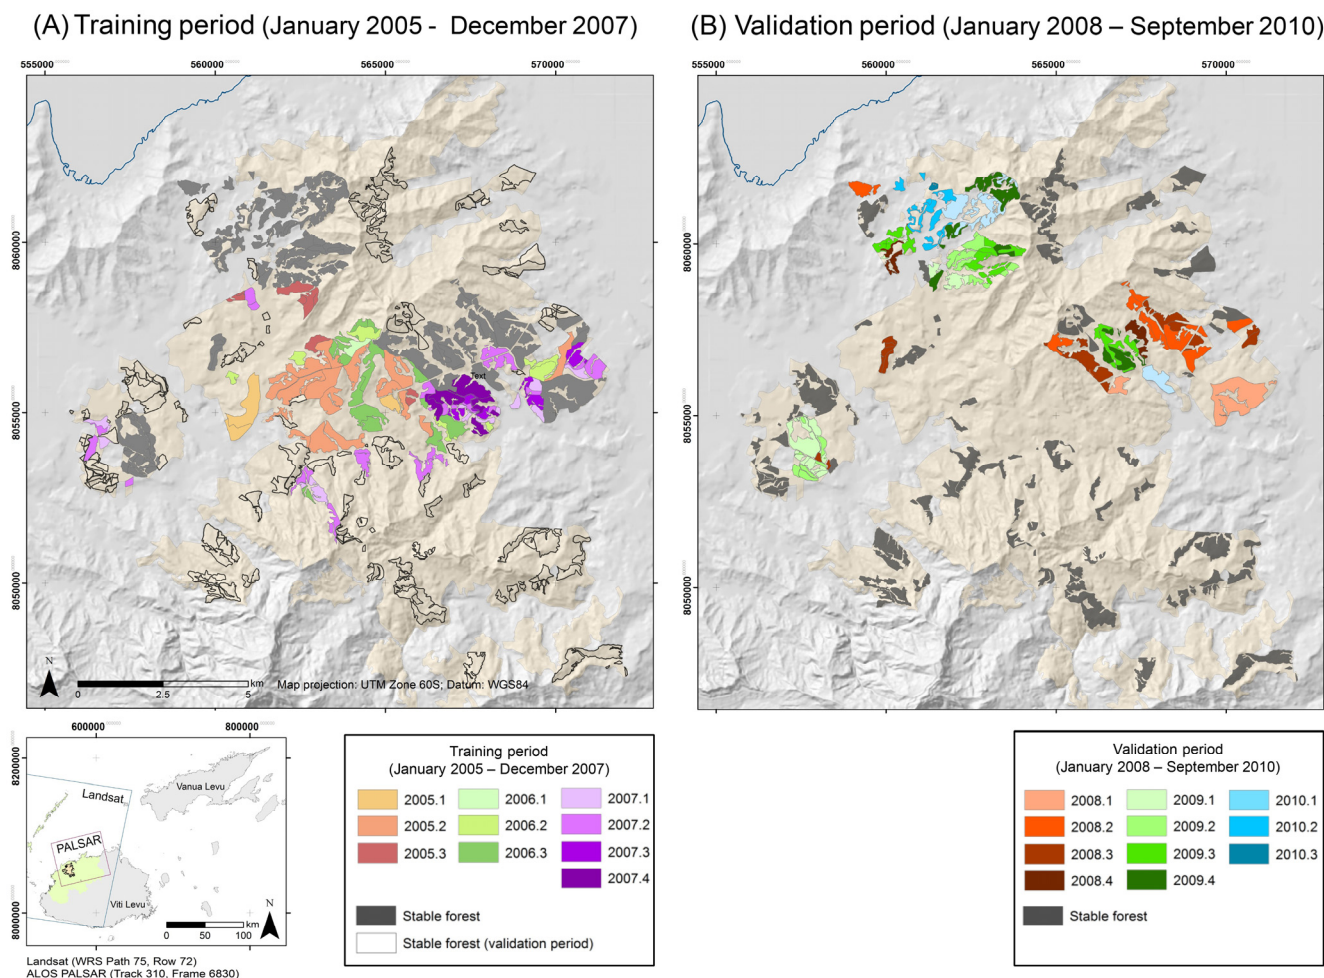 (A) Training period (January 2005 - December 2007)
(B) Validation period (January 2008 – September 2010)
555000 560000 565000 570000
555000 560000 565000 570000
8060000
8055000
8050000
8060000
8055000
8050000
Text
N
0 2.5 5 km
Map projection: UTM Zone 60S; Datum: WGS84
600000 800000
8200000
8000000
Landsat
PALSAR
Vanua Levu
Viti Levu
N
0 50 100 km
Landsat (WRS Path 75, Row 72)
ALOS PALSAR (Track 310, Frame 6830)
Training period
(January 2005 – December 2007)
2005.1 2006.1 2007.1
2005.2 2006.2 2007.2
2005.3 2006.3 2007.3
2007.4
Stable forest
Stable forest (validation period)
Validation period
(January 2008 – September 2010)
2008.1 2009.1 2010.1
2008.2 2009.2 2010.2
2008.3 2009.3 2010.3
2008.4 2009.4
Stable forest